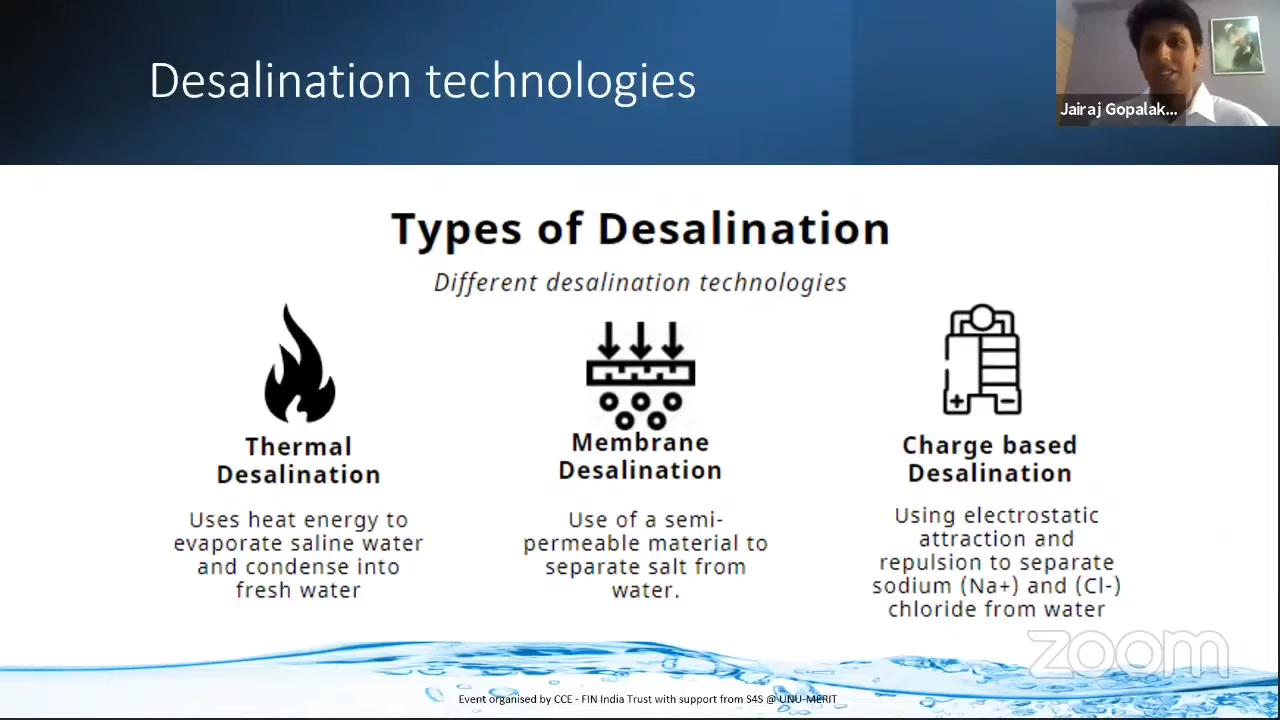 Desalination technologies
Jairaj Gopalak...
Types of Desalination
Different desalination technologies
Thermal
Desalination
Uses heat energy to
evaporate saline water
and condense into
fresh water
Membrane
Desalination
Use of a semi-
permeable material to
separate salt from
water.
+ −
Charge based
Desalination
Using electrostatic
attraction and
repulsion to separate
sodium (Na+) and (Cl-)
chloride from water
zoom
Event organised by CCE - FIN India Trust with support from S4S @ UNU-MERIT